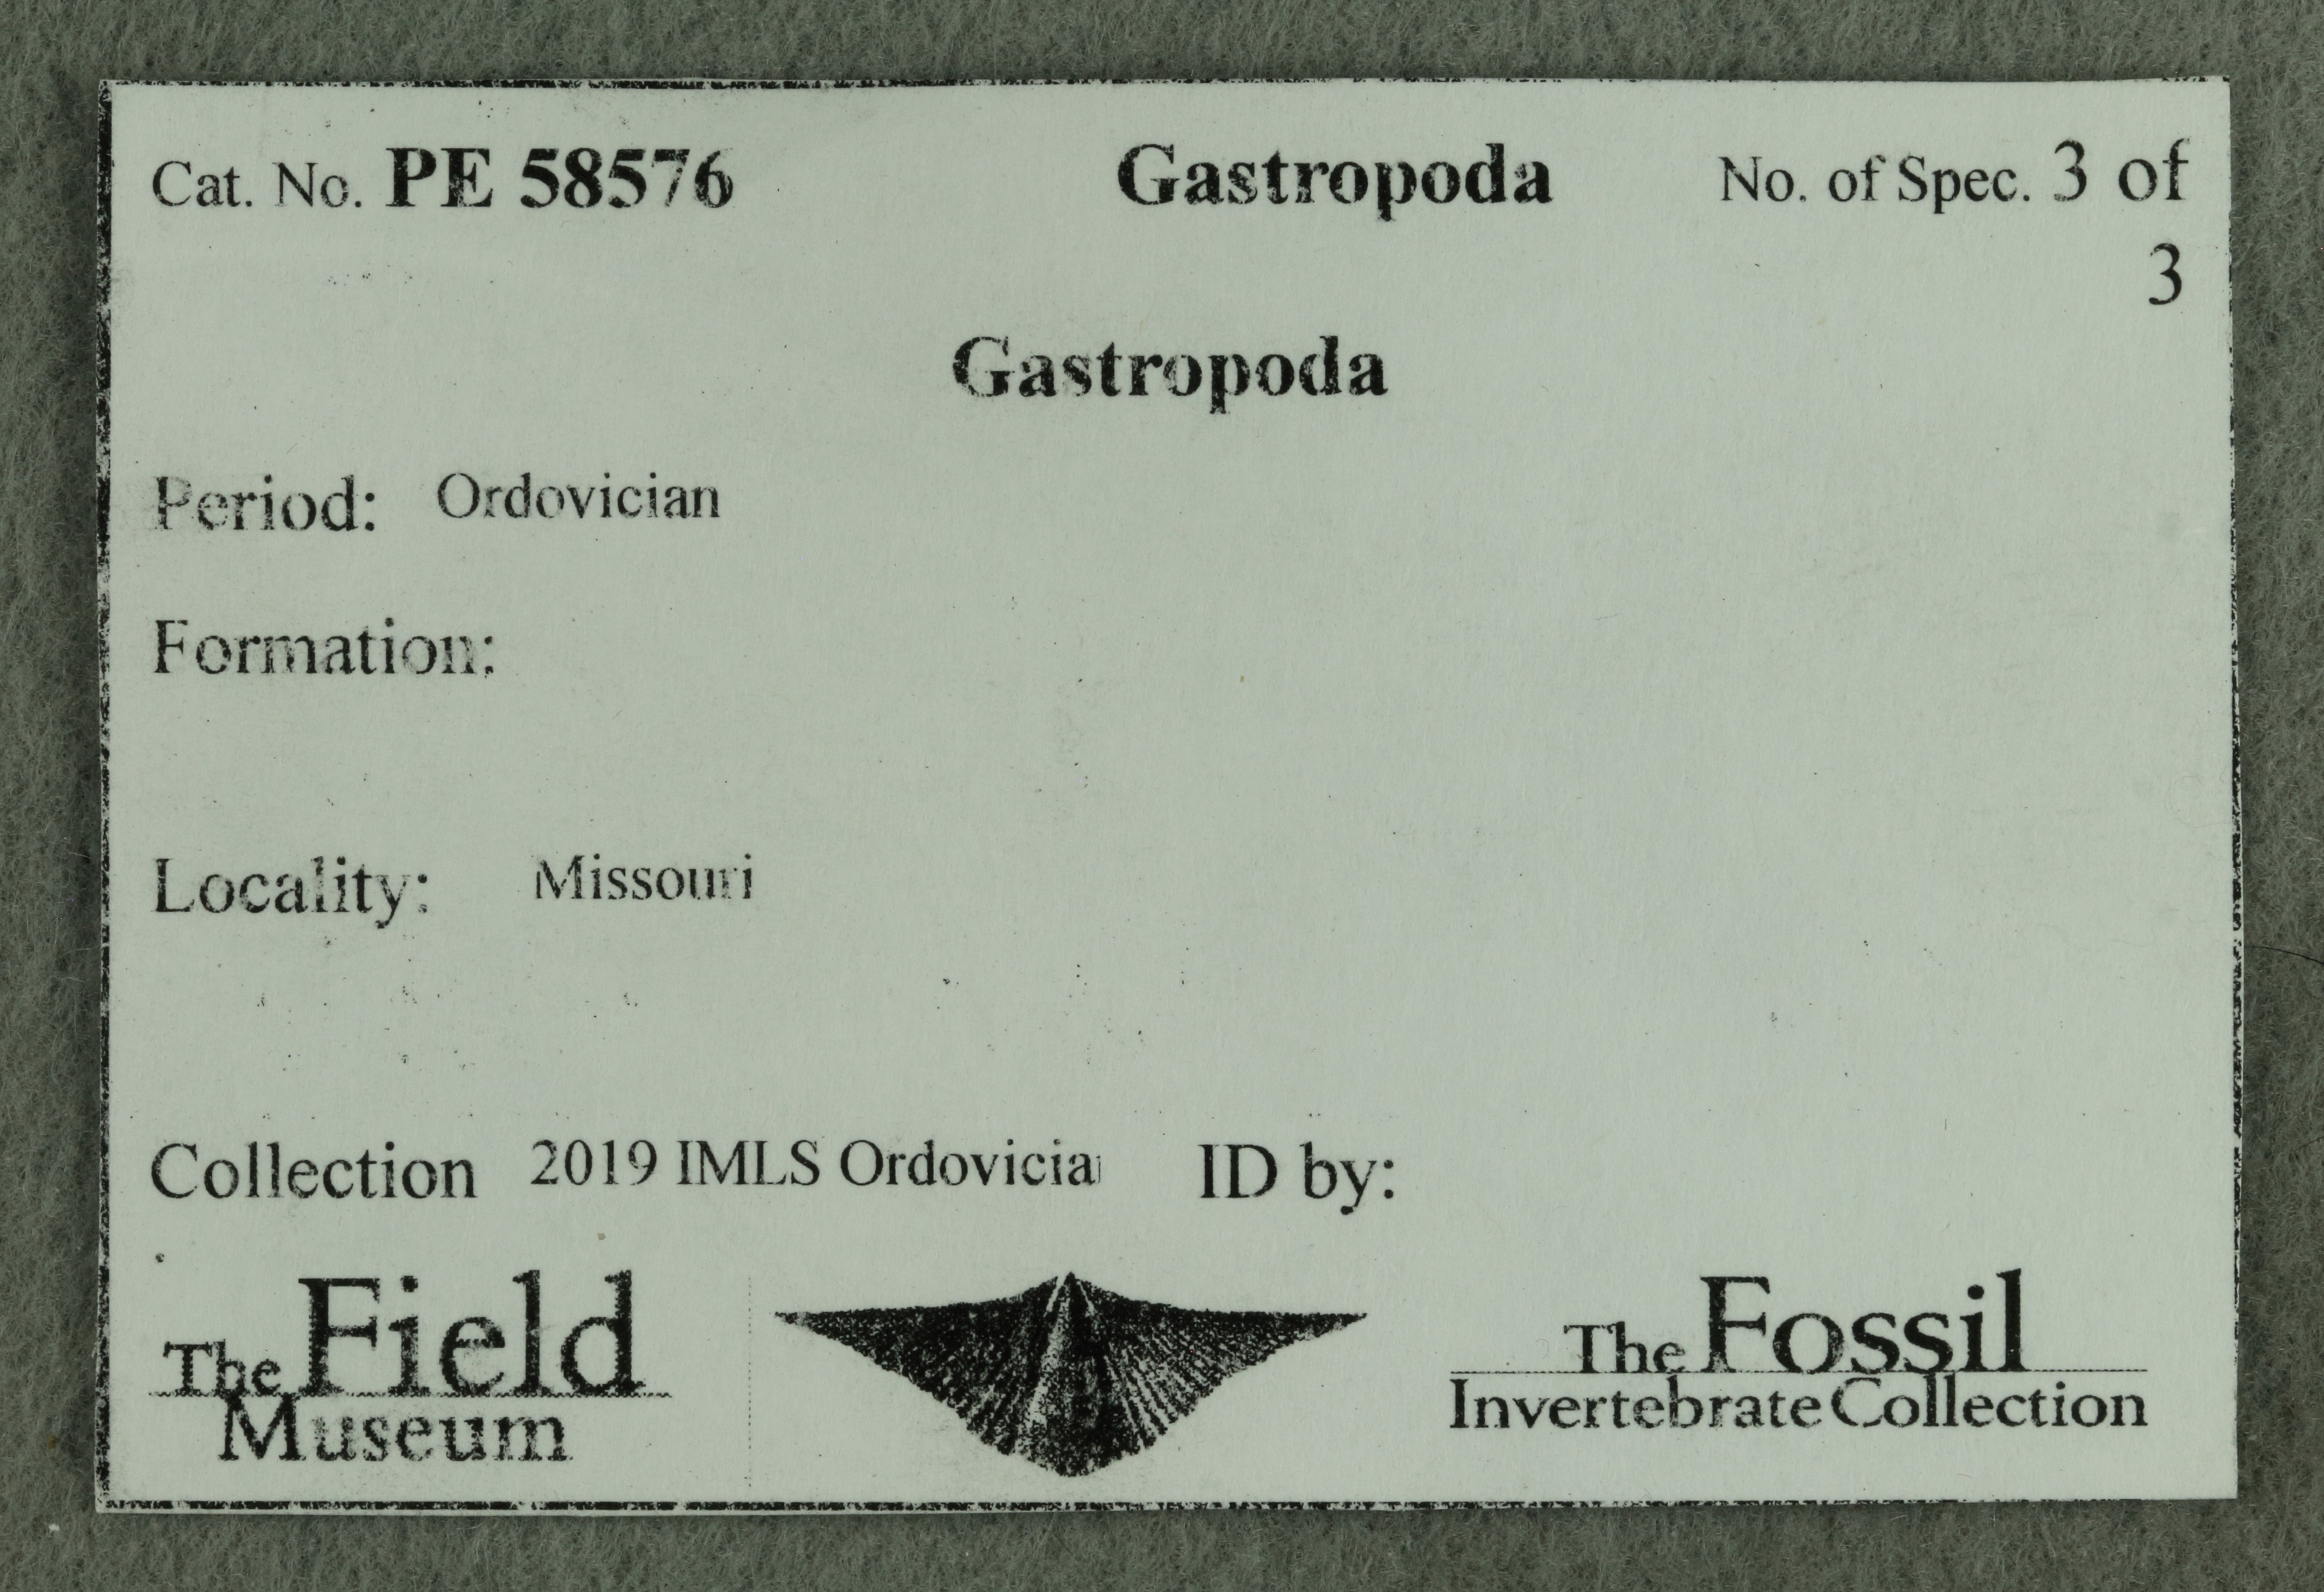 Cat. No. PE 58576 Gastropoda No. of Spec. 3 of
3
Gastropoda
Period: Ordovician
Formation:
Locality: Missouri
Collection 2019 IMLS Ordovicia ID by:
The Field
Museum
The Fossil
Invertebrate Collection